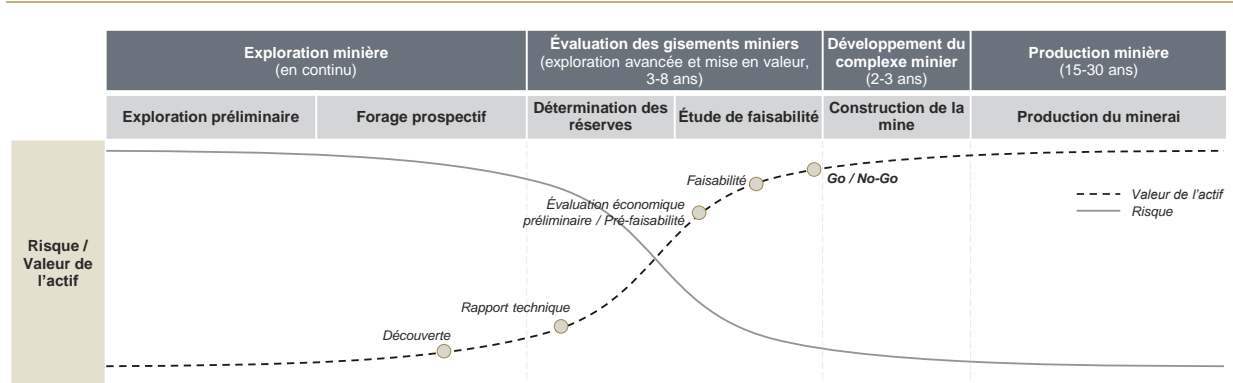 Exploration minière
(en continu)
Évaluation des gisements miniers
(exploration avancée et mise en valeur,
3-8 ans)
Développement du
complexe minier
(2-3 ans)
Production minière
(15-30 ans)
Exploration préliminaire
Forage prospectif
Détermination des
réserves
Étude de faisabilité
Construction de la
mine
Production du minerai
Risque /
Valeur de
l'actif
Découverte
Rapport technique
Évaluation économique
préliminaire / Pré-faisabilité
Faisabilité
Go / No-Go
Valeur de l'actif
Risque